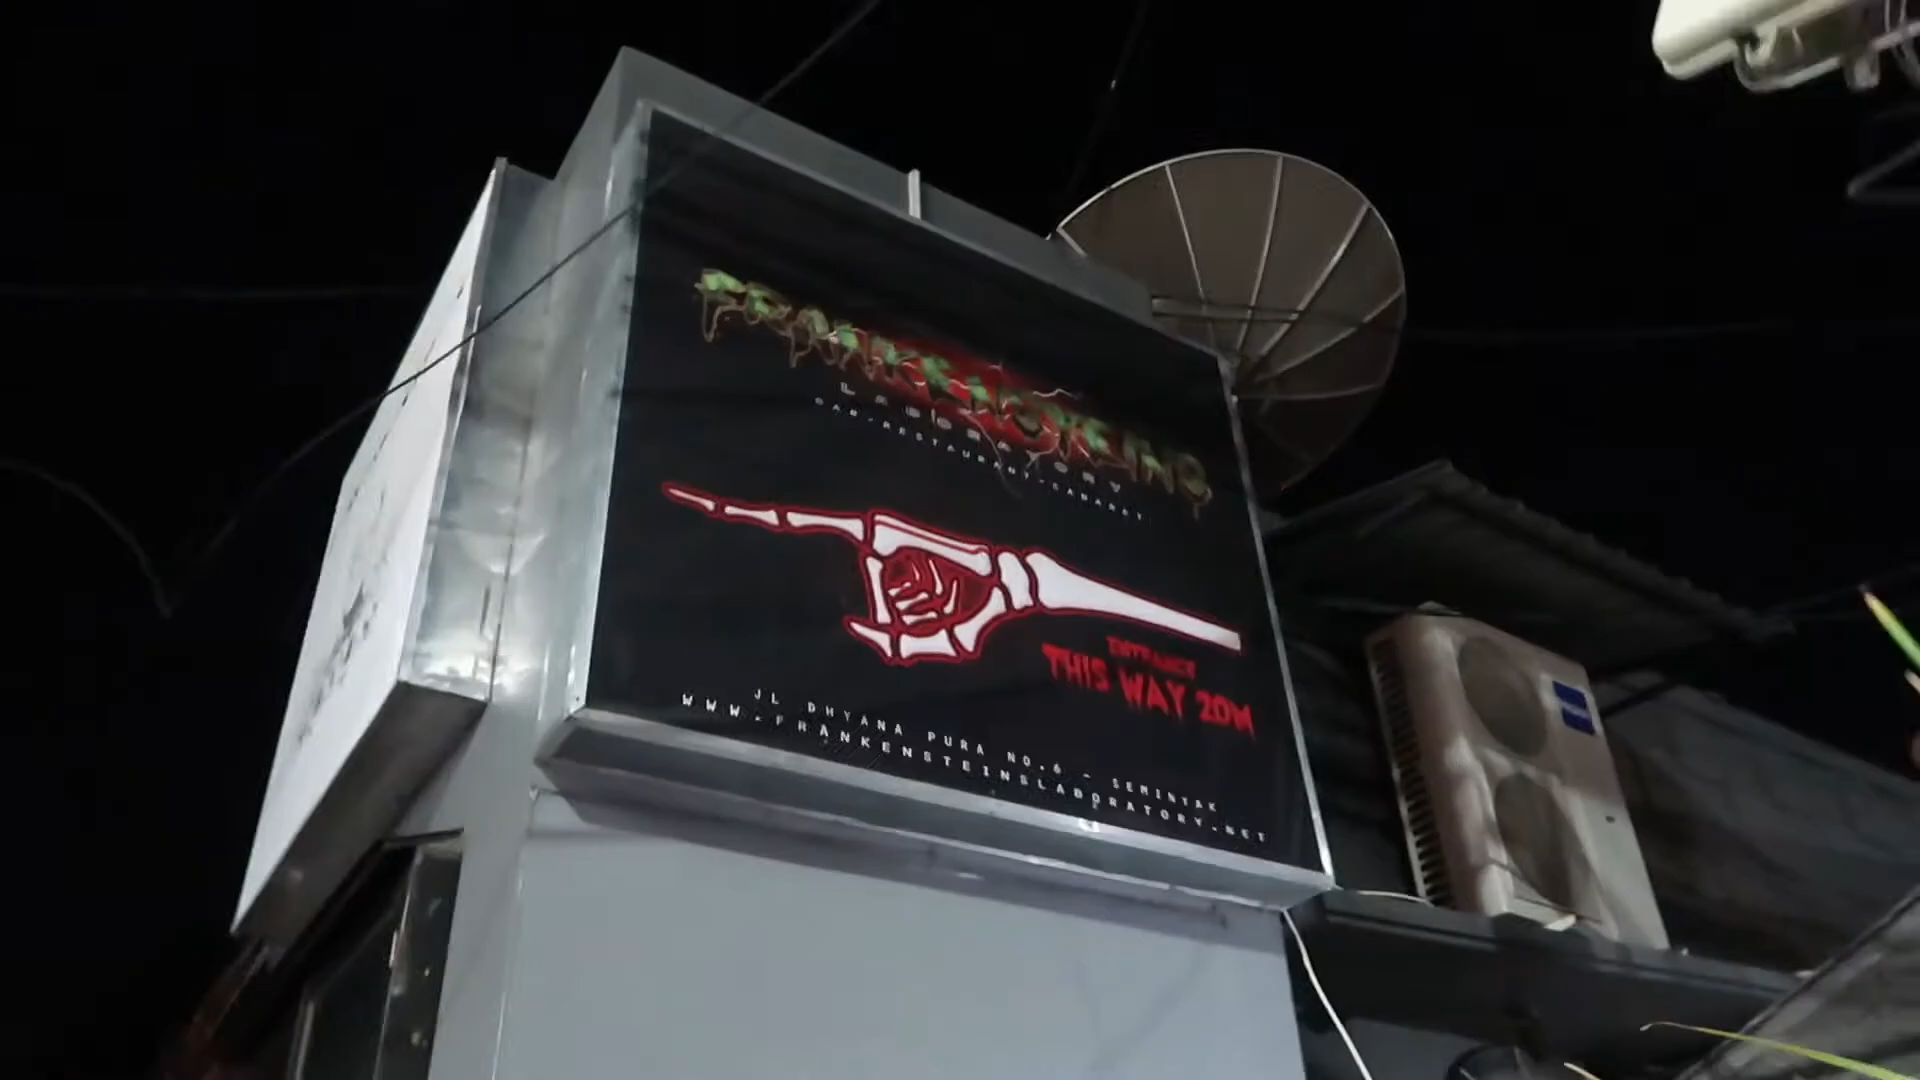 FRANKENSTEINS
LABORATORY
BAR-RESTAURANT-CABARET
ENTRANCE
THIS WAY 20M
JL DHYANA PURA NO.6 - SEMINYAK
WWW.FRANKENSTEINSLABORATORY.NET